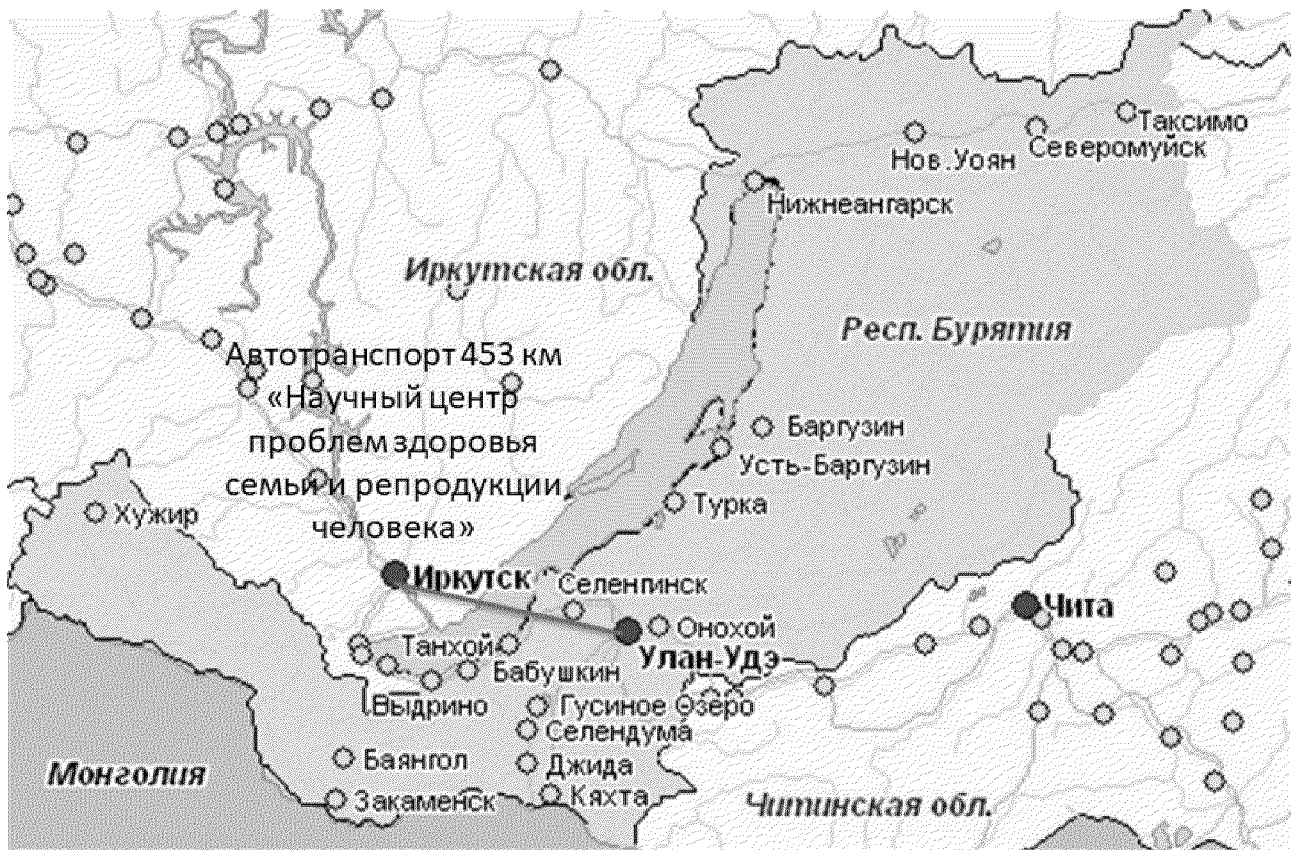 Таксимо
Северомуйск
Нов.Уоян
Нижнеангарск
Иркутская обл.
Респ. Бурятия
Автотранспорт 453 км
«Научный центр
проблем здоровья
семьи и репродукции
человека»
Баргузин
Усть-Баргузин
Турка
Хужир
Иркутск
Селенгинск
Чита
Онохой
Улан-Удэ
Танхой
Бабушкин
Выдрино
Гусиное Озеро
Селендума
Баянгол
Джида
Монголия
Закаменск
Кяхта
Читинская обл.